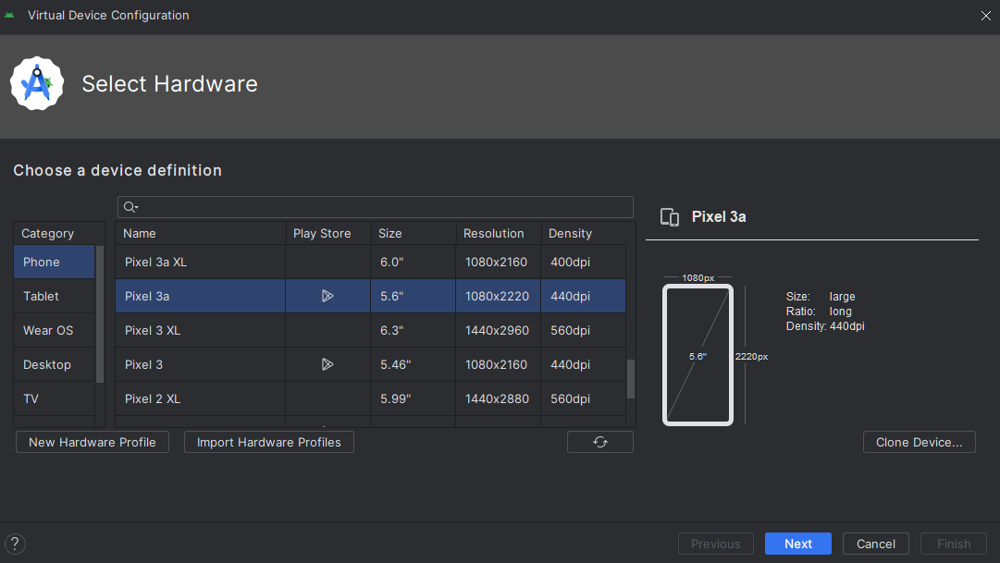 Virtual Device Configuration
Select Hardware
Choose a device definition
Category
Phone
Tablet
Wear OS
Desktop
TV
Name Play Store Size Resolution Density
Pixel 3a XL 6.0" 1080x2160 400dpi
Pixel 3a 5.6" 1080x2220 440dpi
Pixel 3 XL 6.3" 1440x2960 560dpi
Pixel 3 5.46" 1080x2160 440dpi
Pixel 2 XL 5.99" 1440x2880 560dpi
New Hardware Profile Import Hardware Profiles
Pixel 3a
1080px
5.6"
2220px
Size: large
Ratio: long
Density: 440dpi
Clone Device...
? Previous Next Cancel Finish